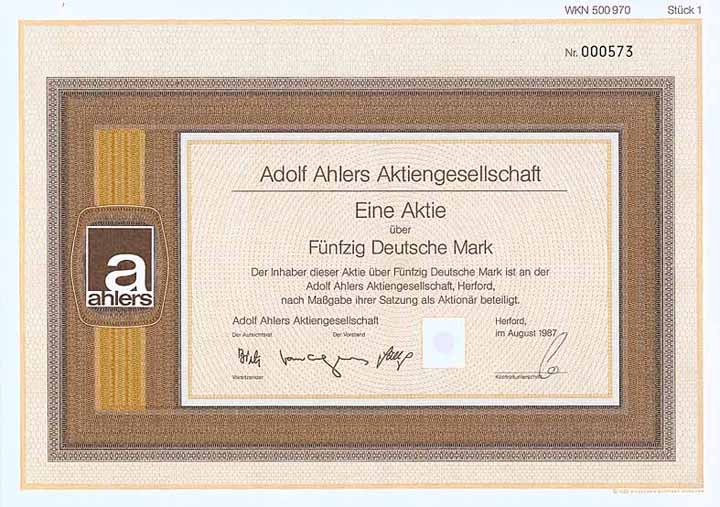 WKN 500 970 Stück 1
Nr. 000573
Adolf Ahlers Aktiengesellschaft
Eine Aktie
über
Fünfzig Deutsche Mark
Der Inhaber dieser Aktie über Fünfzig Deutsche Mark ist an der
Adolf Ahlers Aktiengesellschaft, Herford,
nach Maßgabe ihrer Satzung als Aktionär beteiligt.
a
ahlers
Adolf Ahlers Aktiengesellschaft Herford,
Der Aufsichtsrat Der Vorstand im August 1987
Vorsitzender Kontrollunterschrift